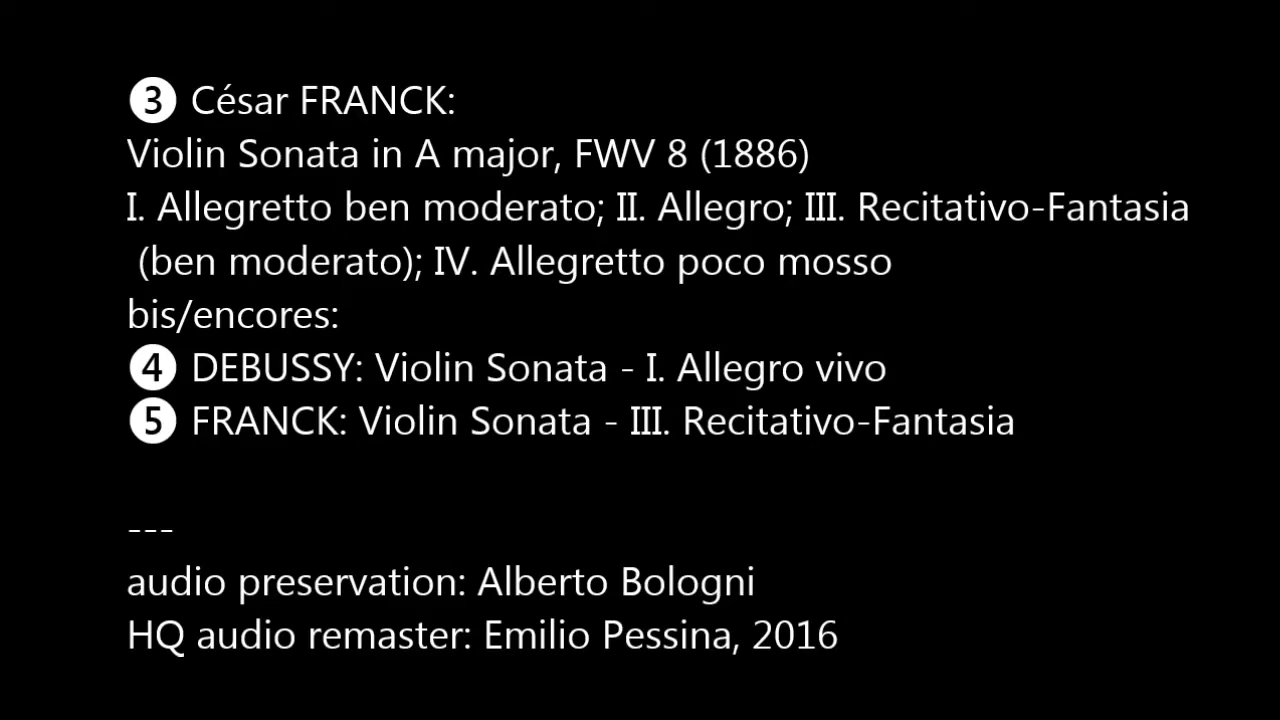 ❸ César FRANCK:
Violin Sonata in A major, FWV 8 (1886)
I. Allegretto ben moderato; II. Allegro; III. Recitativo-Fantasia
(ben moderato); IV. Allegretto poco mosso
bis/encores:
❹ DEBUSSY: Violin Sonata - I. Allegro vivo
❺ FRANCK: Violin Sonata - III. Recitativo-Fantasia
---
audio preservation: Alberto Bologni
HQ audio remaster: Emilio Pessina, 2016